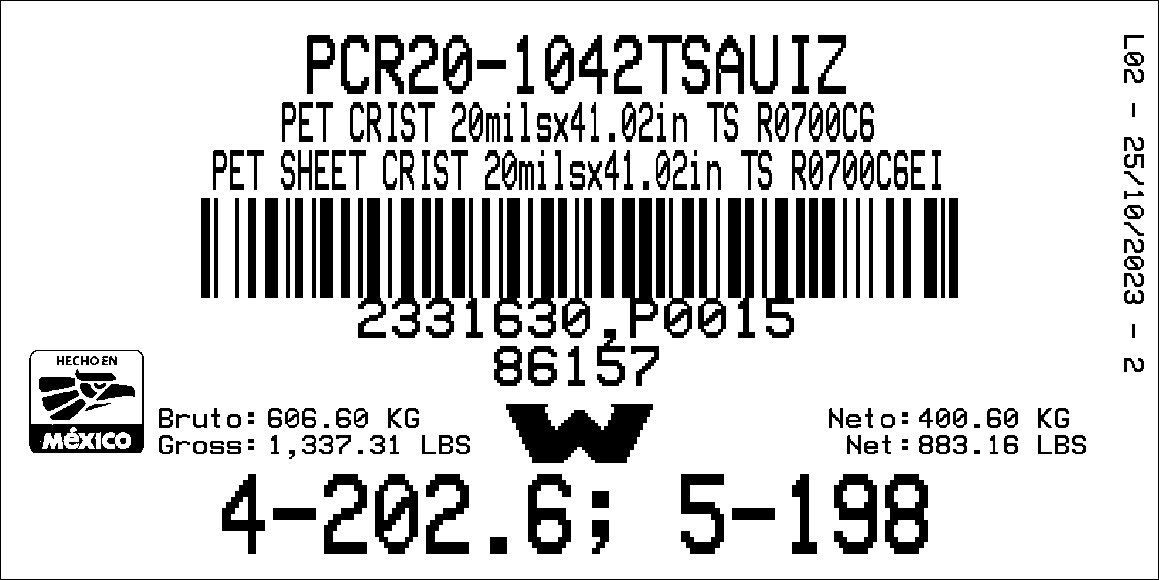 PCR20-1042TSAUIZ
PET CRIST 20milsx41.02in TS R0700C6
PET SHEET CRIST 20milsx41.02in TS R0700C6EI
2331630,P0015
86157
HECHO EN
MéXICO
Bruto: 606.60 KG
Gross: 1,337.31 LBS
W
Neto: 400.60 KG
Net: 883.16 LBS
4-202.6; 5-198
L02 - 25/10/2023 - 2